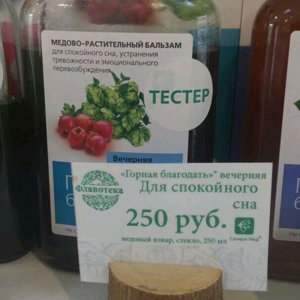 МЕДОВО-РАСТИТЕЛЬНЫЙ БАЛЬЗАМ
для спокойного сна, устранения
тревожности и эмоционального
перевозбуждения
ТЕСТЕР
Вечерняя
Флавотека
«Горная благодать»® вечерняя
Для спокойного
сна
250 руб.
медовый взвар, стекло, 250 мл